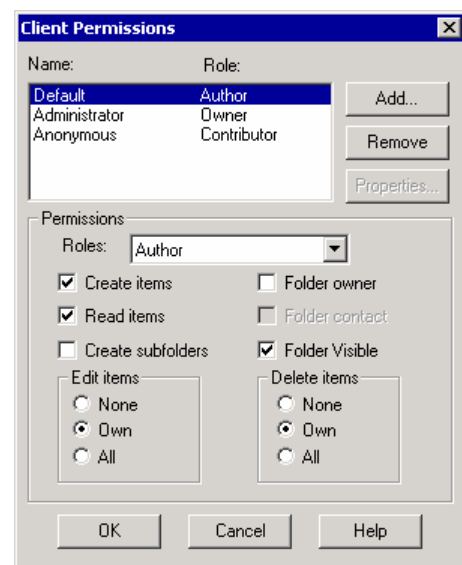 Client Permissions
Name: Role:
Default Author
Administrator Owner
Anonymous Contributor
Add...
Remove
Properties...
Permissions
Roles: Author
Create items Folder owner
Read items Folder contact
Create subfolders Folder Visible
Edit items Delete items
None None
Own Own
All All
OK Cancel Help